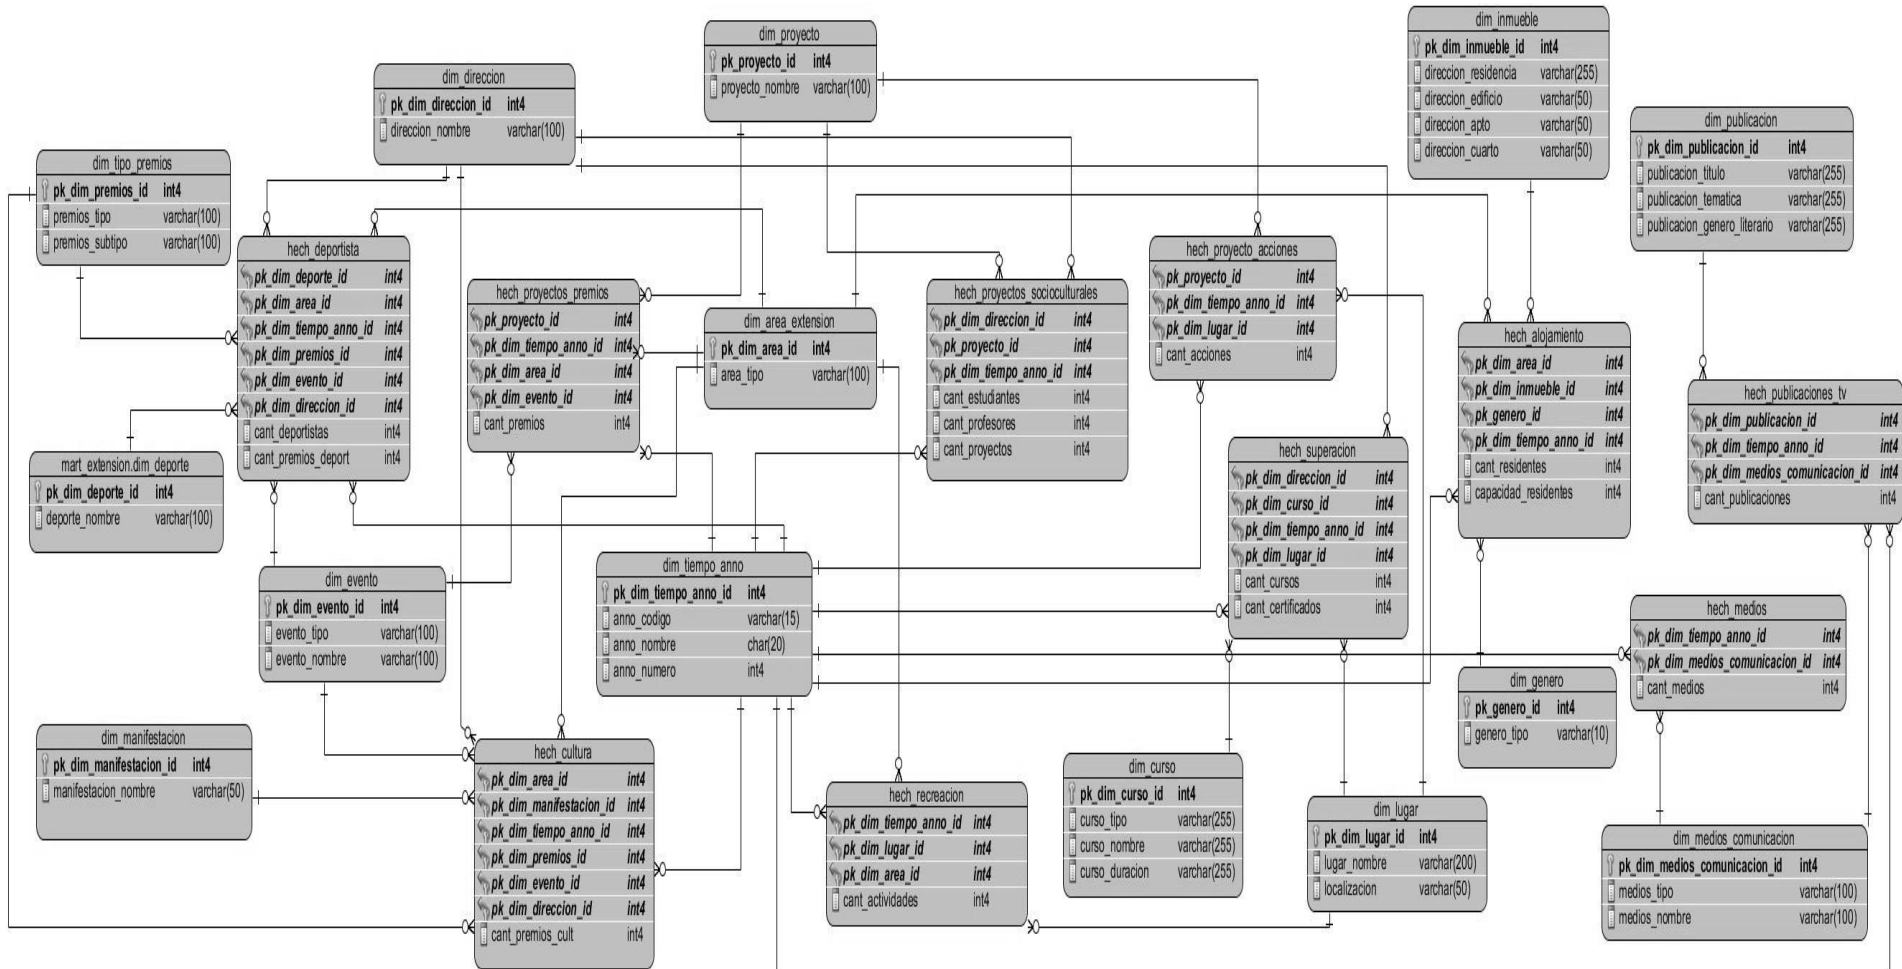 dim_proyecto
pk_proyecto_id int4
proyecto_nombre varchar(100)
dim_inmueble
pk_dim_inmueble_id int4
direccion_residencia varchar(255)
direccion_edificio varchar(50)
direccion_apto varchar(50)
direccion_cuarto varchar(50)
dim_direccion
pk_dim_direccion_id int4
direccion_nombre varchar(100)
dim_publicacion
pk_dim_publicacion_id int4
publicacion_titulo varchar(255)
publicacion_tematica varchar(255)
publicacion_genero_literario varchar(255)
dim_tipo_premios
pk_dim_premios_id int4
premios_tipo varchar(100)
premios_subtipo varchar(100)
hech_deportista
pk_dim_deporte_id int4
pk_dim_area_id int4
pk_dim_tiempo_anno_id int4
pk_dim_premios_id int4
pk_dim_evento_id int4
pk_dim_direccion_id int4
cant_deportistas int4
cant_premios_deport int4
hech_proyectos_premios
pk_proyecto_id int4
pk_dim_tiempo_anno_id int4
pk_dim_area_id int4
pk_dim_evento_id int4
cant_premios int4
dim_area_extension
pk_dim_area_id int4
area_tipo varchar(100)
hech_proyectos_socioculturales
pk_dim_direccion_id int4
pk_proyecto_id int4
pk_dim_tiempo_anno_id int4
cant_estudiantes int4
cant_profesores int4
cant_proyectos int4
hech_proyecto_acciones
pk_proyecto_id int4
pk_dim_tiempo_anno_id int4
pk_dim_lugar_id int4
cant_acciones int4
hech_alojamiento
pk_dim_area_id int4
pk_dim_inmueble_id int4
pk_genero_id int4
pk_dim_tiempo_anno_id int4
cant_residentes int4
capacidad_residentes int4
hech_publicaciones_tv
pk_dim_publicacion_id int4
pk_dim_tiempo_anno_id int4
pk_dim_medios_comunicacion_id int4
cant_publicaciones int4
mart_extension.dim_deporte
pk_dim_deporte_id int4
deporte_nombre varchar(100)
hech_superacion
pk_dim_direccion_id int4
pk_dim_curso_id int4
pk_dim_tiempo_anno_id int4
pk_dim_lugar_id int4
cant_cursos int4
cant_certificados int4
dim_evento
pk_dim_evento_id int4
evento_tipo varchar(100)
evento_nombre varchar(100)
dim_tiempo_anno
pk_dim_tiempo_anno_id int4
anno_codigo varchar(15)
anno_nombre char(20)
anno_numero int4
hech_medios
pk_dim_tiempo_anno_id int4
pk_dim_medios_comunicacion_id int4
cant_medios int4
dim_genero
pk_genero_id int4
genero_tipo varchar(10)
dim_manifestacion
pk_dim_manifestacion_id int4
manifestacion_nombre varchar(50)
hech_cultura
pk_dim_area_id int4
pk_dim_manifestacion_id int4
pk_dim_tiempo_anno_id int4
pk_dim_premios_id int4
pk_dim_evento_id int4
pk_dim_direccion_id int4
cant_premios_cult int4
hech_recreacion
pk_dim_tiempo_anno_id int4
pk_dim_lugar_id int4
pk_dim_area_id int4
cant_actividades int4
dim_curso
pk_dim_curso_id int4
curso_tipo varchar(255)
curso_nombre varchar(255)
curso_duracion varchar(255)
dim_lugar
pk_dim_lugar_id int4
lugar_nombre varchar(200)
localizacion varchar(50)
dim_medios_comunicacion
pk_dim_medios_comunicacion_id int4
medios_tipo varchar(100)
medios_nombre varchar(100)